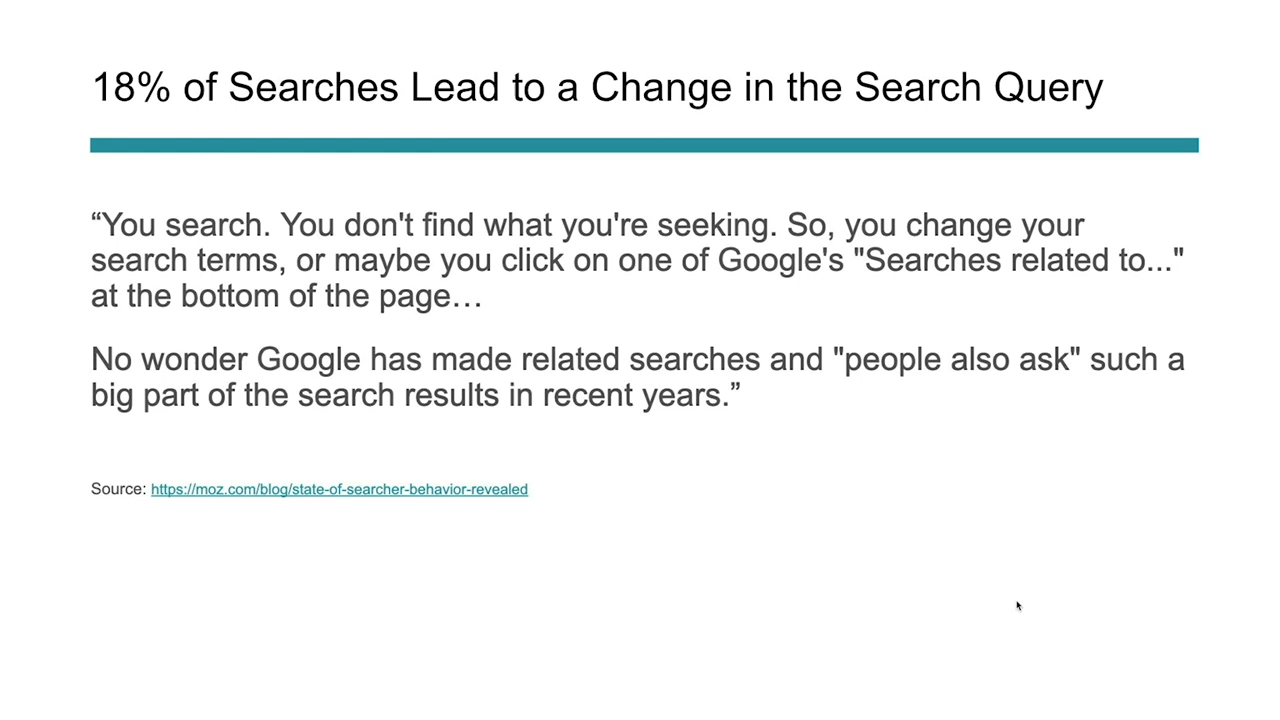 18% of Searches Lead to a Change in the Search Query
“You search. You don't find what you're seeking. So, you change your
search terms, or maybe you click on one of Google's "Searches related to..."
at the bottom of the page…
No wonder Google has made related searches and "people also ask" such a
big part of the search results in recent years.”
Source: https://moz.com/blog/state-of-searcher-behavior-revealed